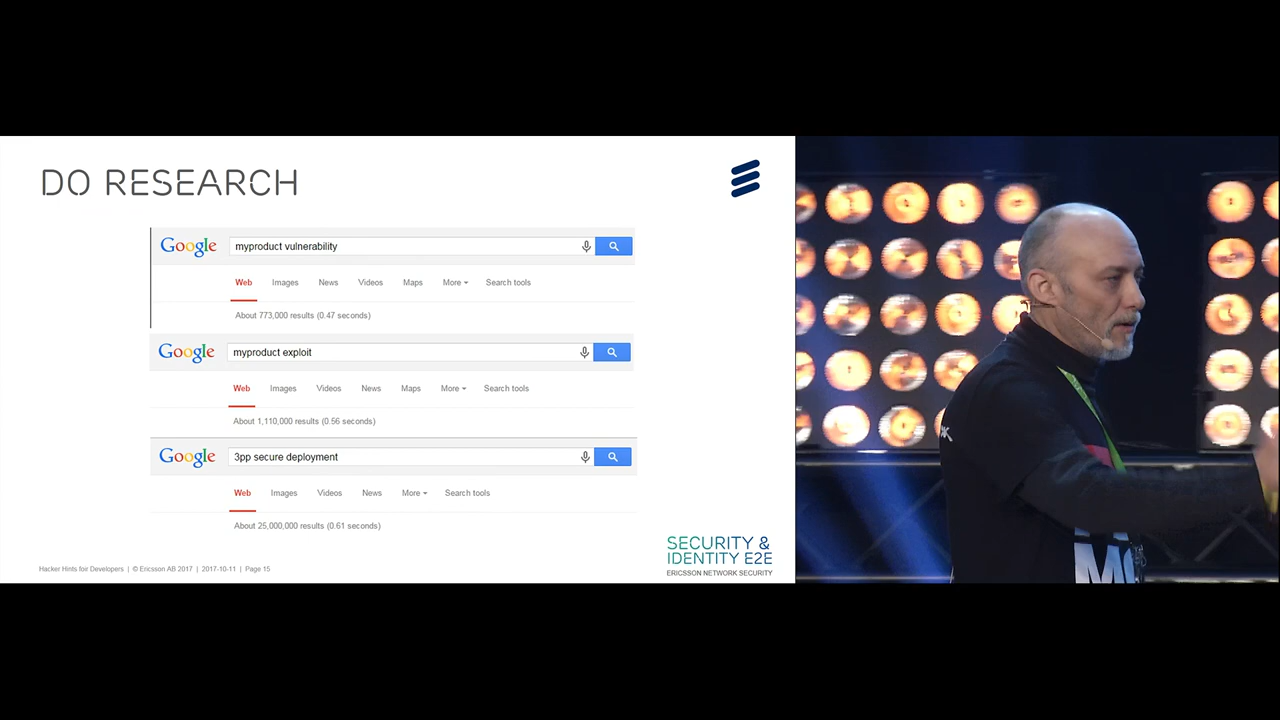 DO RESEARCH
Google myproduct vulnerability
Web Images News Videos Maps More Search tools
About 773,000 results (0.47 seconds)
Google myproduct exploit
Web Images Videos News Maps More Search tools
About 1,110,000 results (0.56 seconds)
Google 3pp secure deployment
Web Images Videos News More Search tools
About 25,000,000 results (0.61 seconds)
SECURITY &
IDENTITY E2E
ERICSSON NETWORK SECURITY
Hacker Hints foir Developers | © Ericsson AB 2017 | 2017-10-11 | Page 15